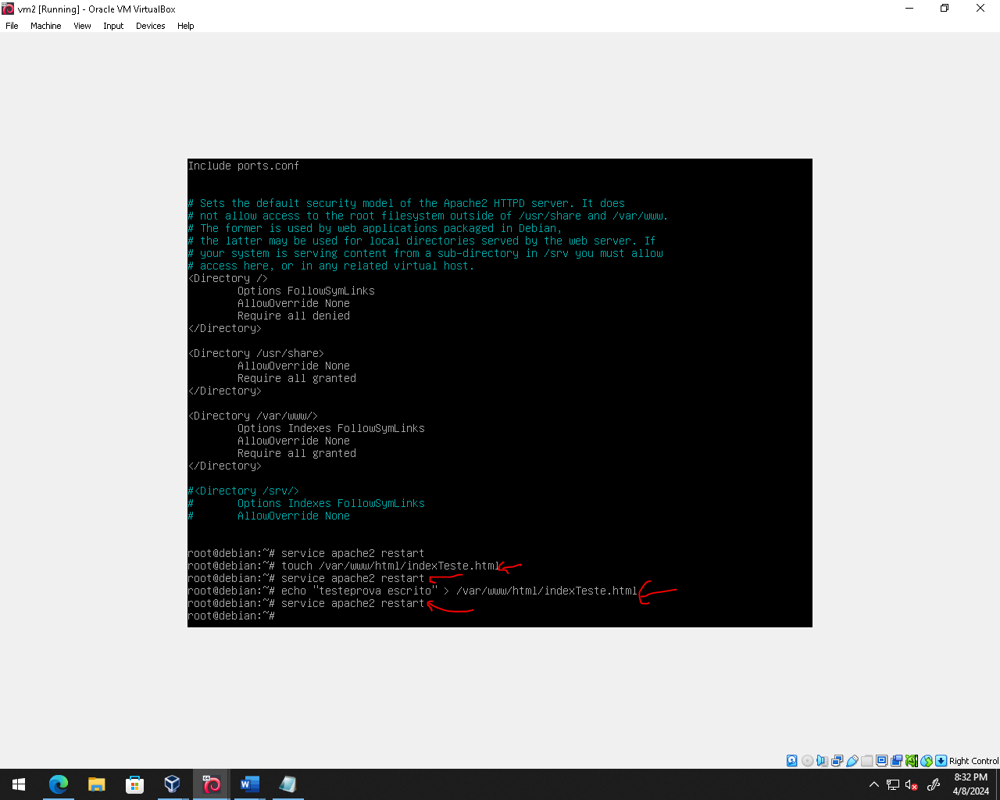 vm2 [Running] - Oracle VM VirtualBox
File Machine View Input Devices Help
Include ports.conf
# Sets the default security model of the Apache2 HTTPD server. It does
# not allow access to the root filesystem outside of /usr/share and /var/www.
# The former is used by web applications packaged in Debian,
# the latter may be used for local directories served by the web server. If
# your system is serving content from a sub-directory in /srv you must allow
# access here, or in any related virtual host.
<Directory />
Options FollowSymLinks
AllowOverride None
Require all denied
</Directory>
<Directory /usr/share>
AllowOverride None
Require all granted
</Directory>
<Directory /var/www/>
Options Indexes FollowSymLinks
AllowOverride None
Require all granted
</Directory>
#<Directory /srv/>
# Options Indexes FollowSymLinks
# AllowOverride None
root@debian:~# service apache2 restart
root@debian:~# touch /var/www/html/indexTeste.html
root@debian:~# service apache2 restart
root@debian:~# echo "testeprova escrito" > /var/www/html/indexTeste.html
root@debian:~# service apache2 restart
root@debian:~#
Right Control
64
8:32 PM
4/8/2024